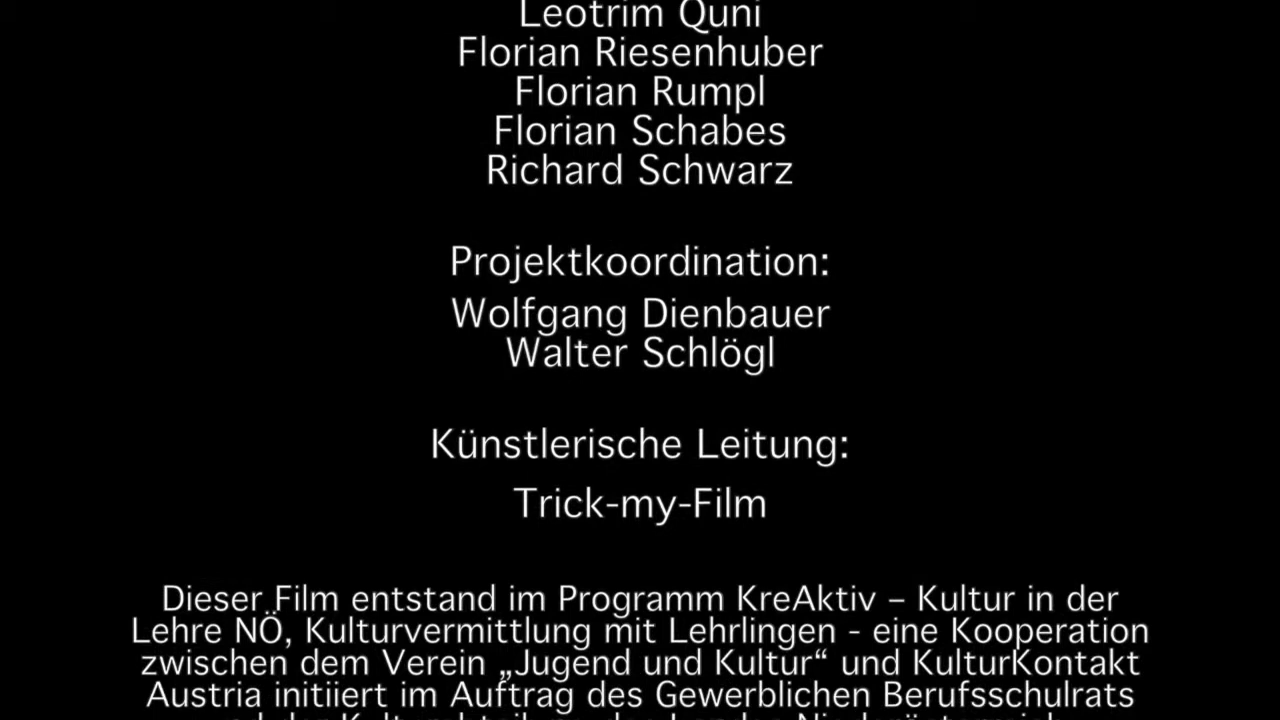 Leotrim Quni
Florian Riesenhuber
Florian Rumpl
Florian Schabes
Richard Schwarz
Projektkoordination:
Wolfgang Dienbauer
Walter Schlögl
Künstlerische Leitung:
Trick-my-Film
Dieser Film entstand im Programm KreAktiv – Kultur in der
Lehre NÖ, Kulturvermittlung mit Lehrlingen - eine Kooperation
zwischen dem Verein „Jugend und Kultur“ und KulturKontakt
Austria initiiert im Auftrag des Gewerblichen Berufsschulrats